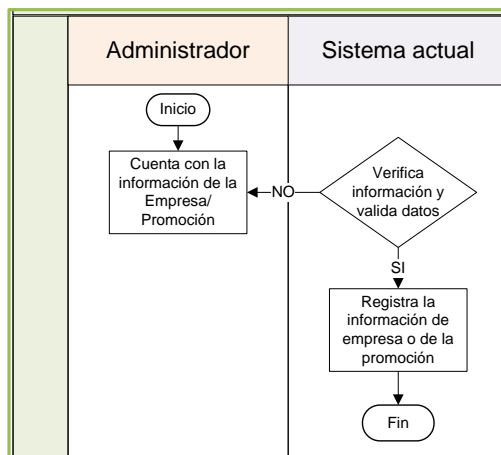 Administrador
Sistema actual
Inicio
Cuenta con la
información de la
Empresa/
Promoción
NO
Verifica
información y
valida datos
SI
Registra la
información de
empresa o de la
promoción
Fin